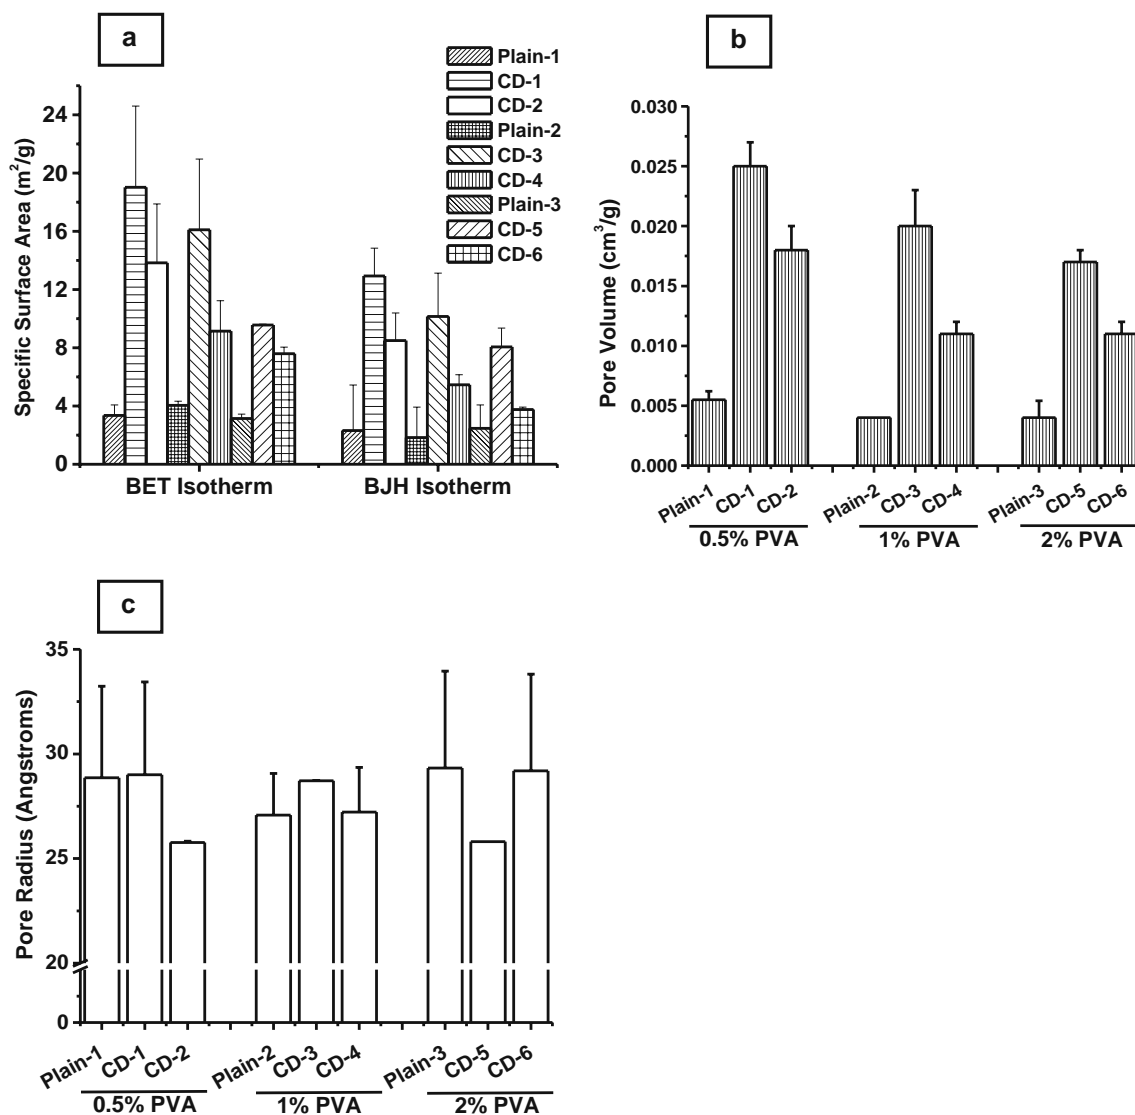 a
Plain-1
CD-1
CD-2
Plain-2
CD-3
CD-4
Plain-3
CD-5
CD-6
Specific Surface Area (m²/g)
24
20
16
12
8
4
0
BET Isotherm BJH Isotherm
b
Pore Volume (cm³/g)
0.030
0.025
0.020
0.015
0.010
0.005
0.000
Plain-1 CD-1 CD-2 Plain-2 CD-3 CD-4 Plain-3 CD-5 CD-6
0.5% PVA 1% PVA 2% PVA
c
Pore Radius (Angstroms)
35
30
25
20
0
Plain-1 CD-1 CD-2 Plain-2 CD-3 CD-4 Plain-3 CD-5 CD-6
0.5% PVA 1% PVA 2% PVA